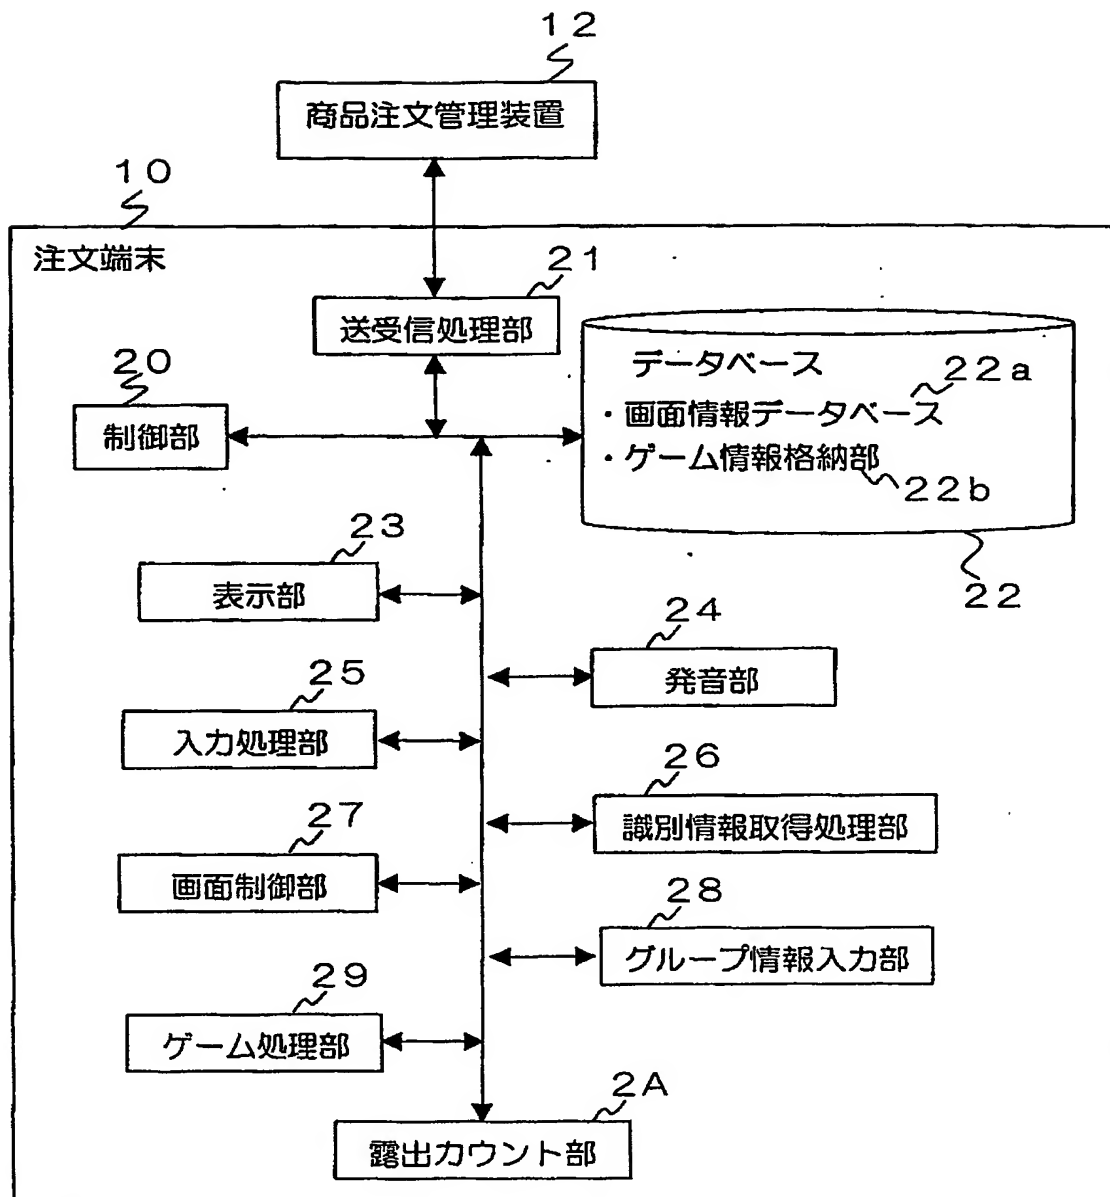 12
商品注文管理装置
10
注文端末
21
送受信処理部
20
制御部
データベース
22a
・画面情報データベース
・ゲーム情報格納部
22b
22
23
表示部
24
発音部
25
入力処理部
26
識別情報取得処理部
27
画面制御部
28
グループ情報入力部
29
ゲーム処理部
2A
露出カウント部